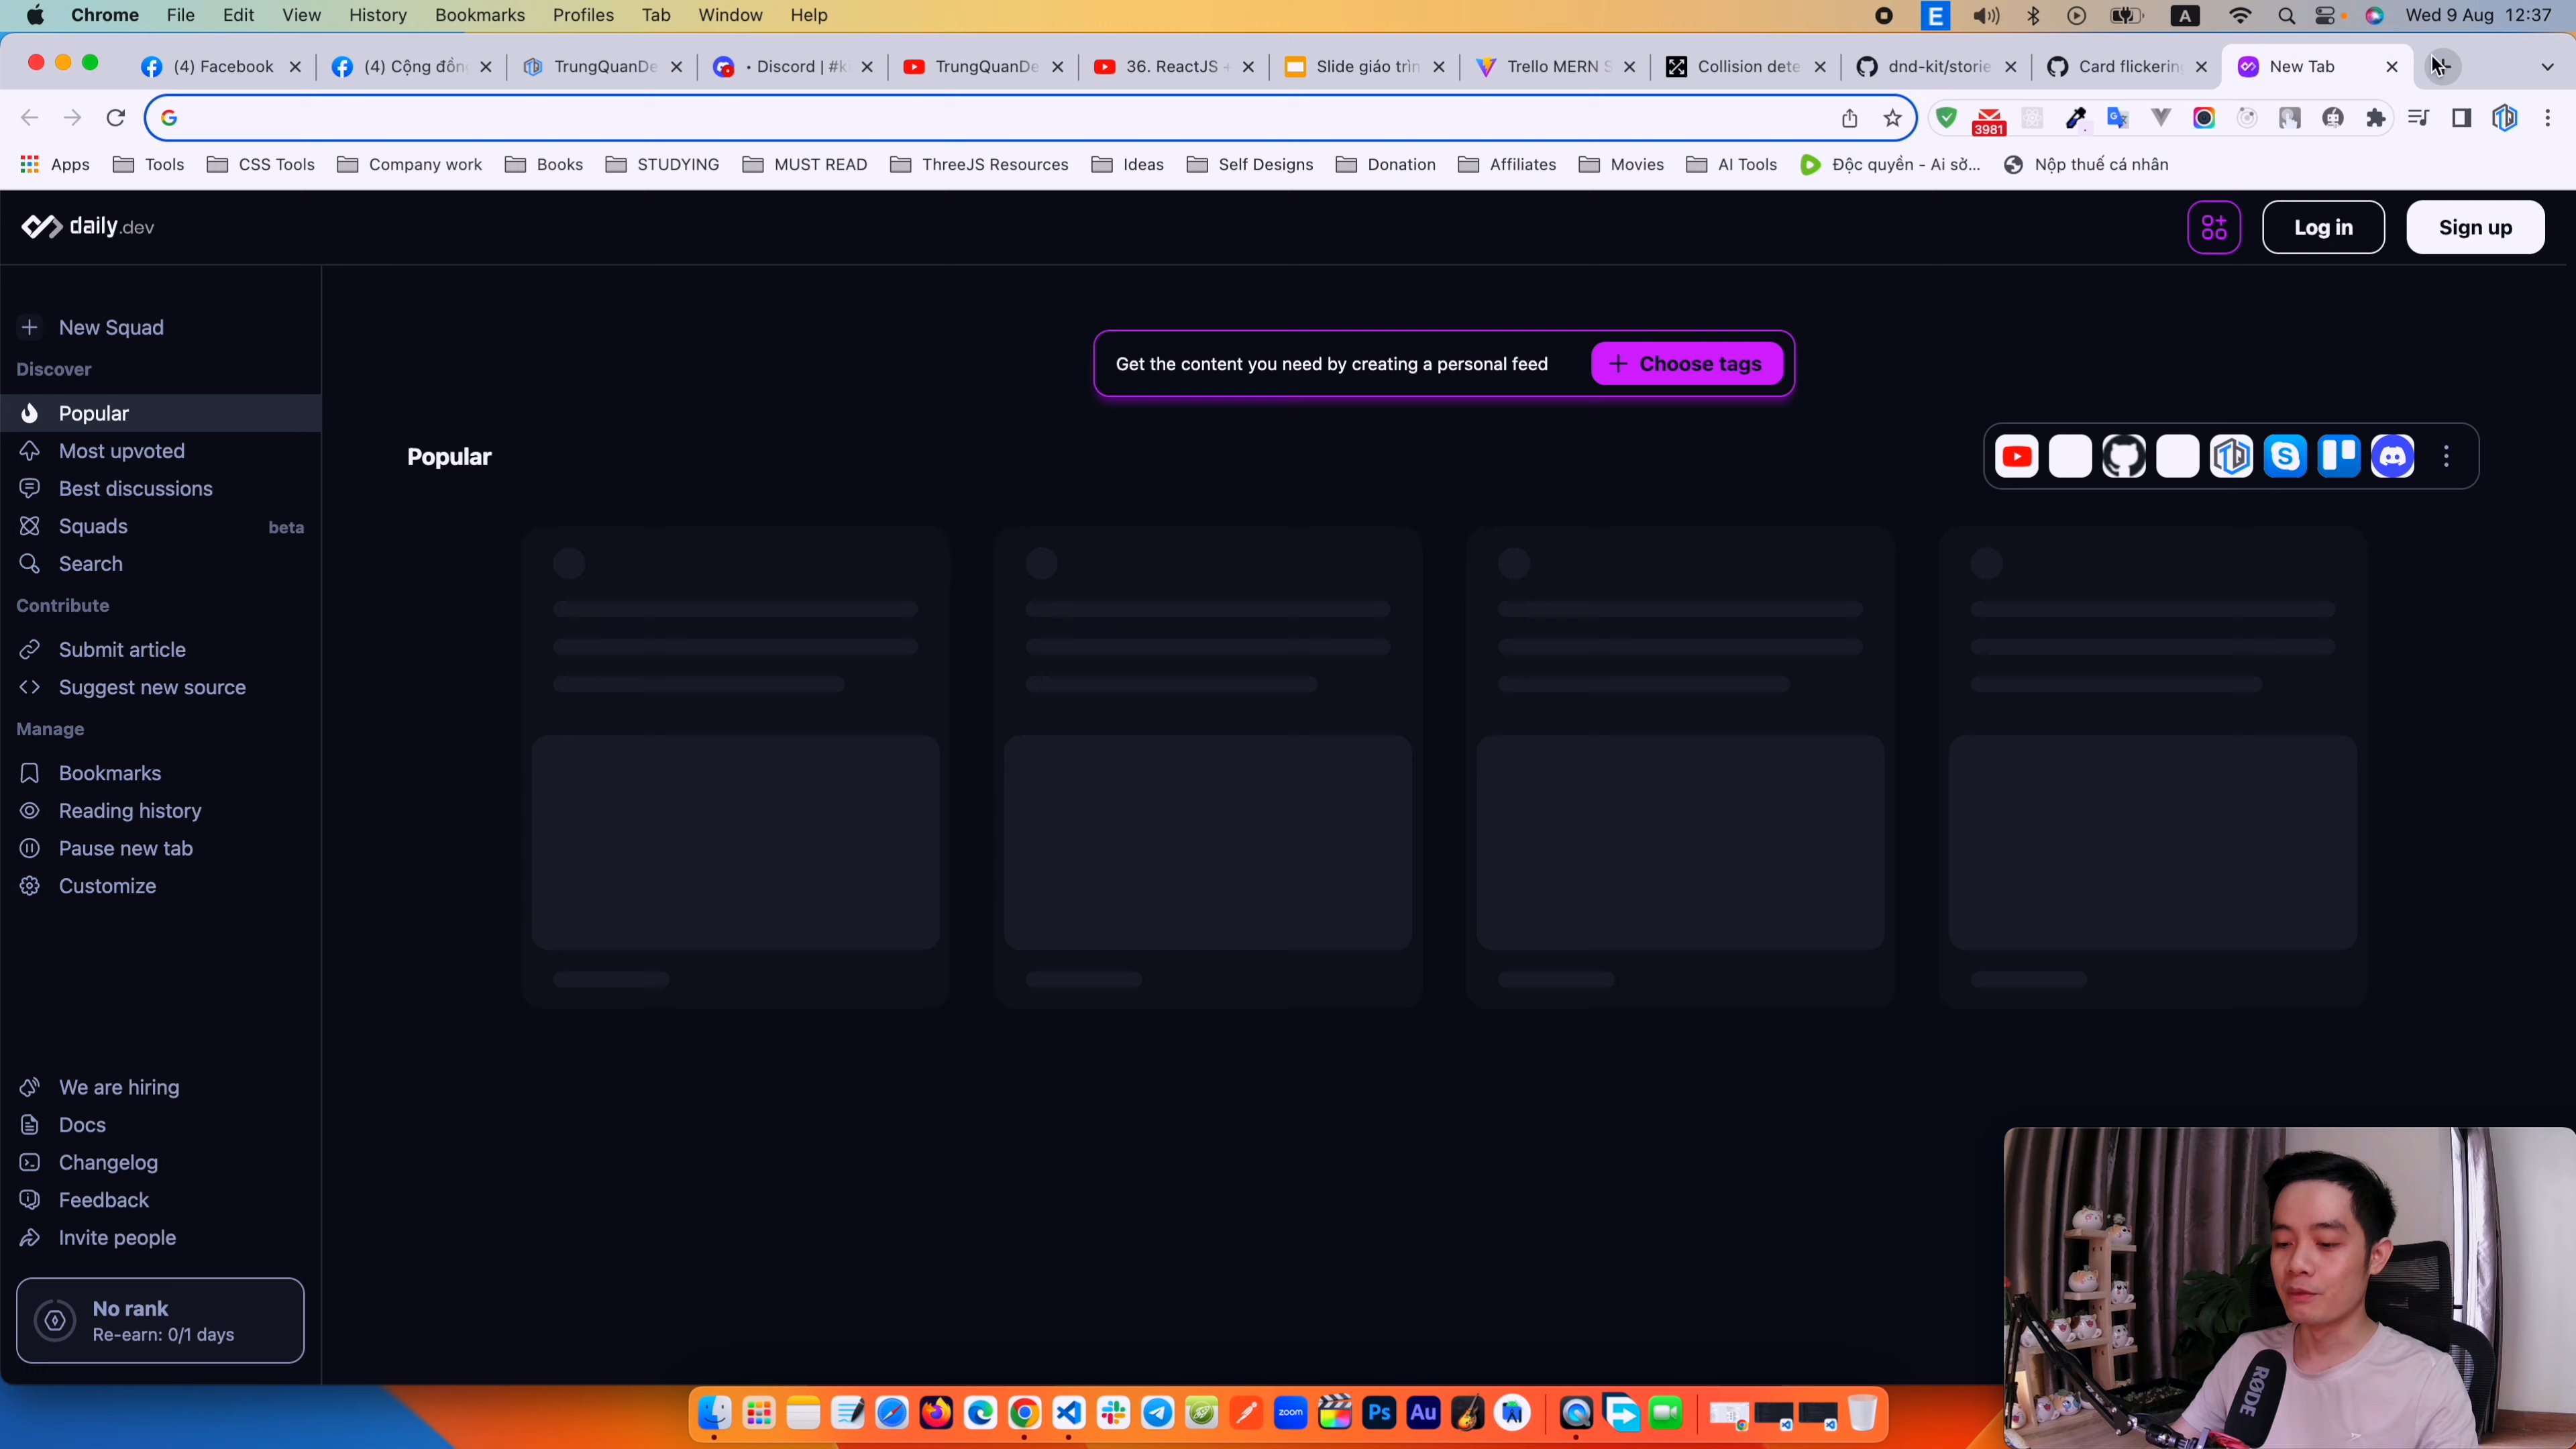 Chrome File Edit View History Bookmarks Profiles Tab Window Help E A Wed 9 Aug 12:37
(4) Facebook (4) Cộng đồn TrungQuanDe • Discord | #k TrungQuanDe 36. ReactJS Slide giáo trìn Trello MERN S Collision dete dnd-kit/storie Card flickerin New Tab
3981
Apps Tools CSS Tools Company work Books STUDYING MUST READ ThreeJS Resources Ideas Self Designs Donation Affiliates Movies AI Tools Độc quyền - Ai sở... Nộp thuế cá nhân
daily.dev Log in Sign up
New Squad
Discover
Get the content you need by creating a personal feed + Choose tags
Popular
Most upvoted
Popular
Best discussions
Squads beta
Search
Contribute
Submit article
Suggest new source
Manage
Bookmarks
Reading history
Pause new tab
Customize
We are hiring
Docs
Changelog
Feedback
Invite people
No rank
Re-earn: 0/1 days
RØDE
zoom Ps Au